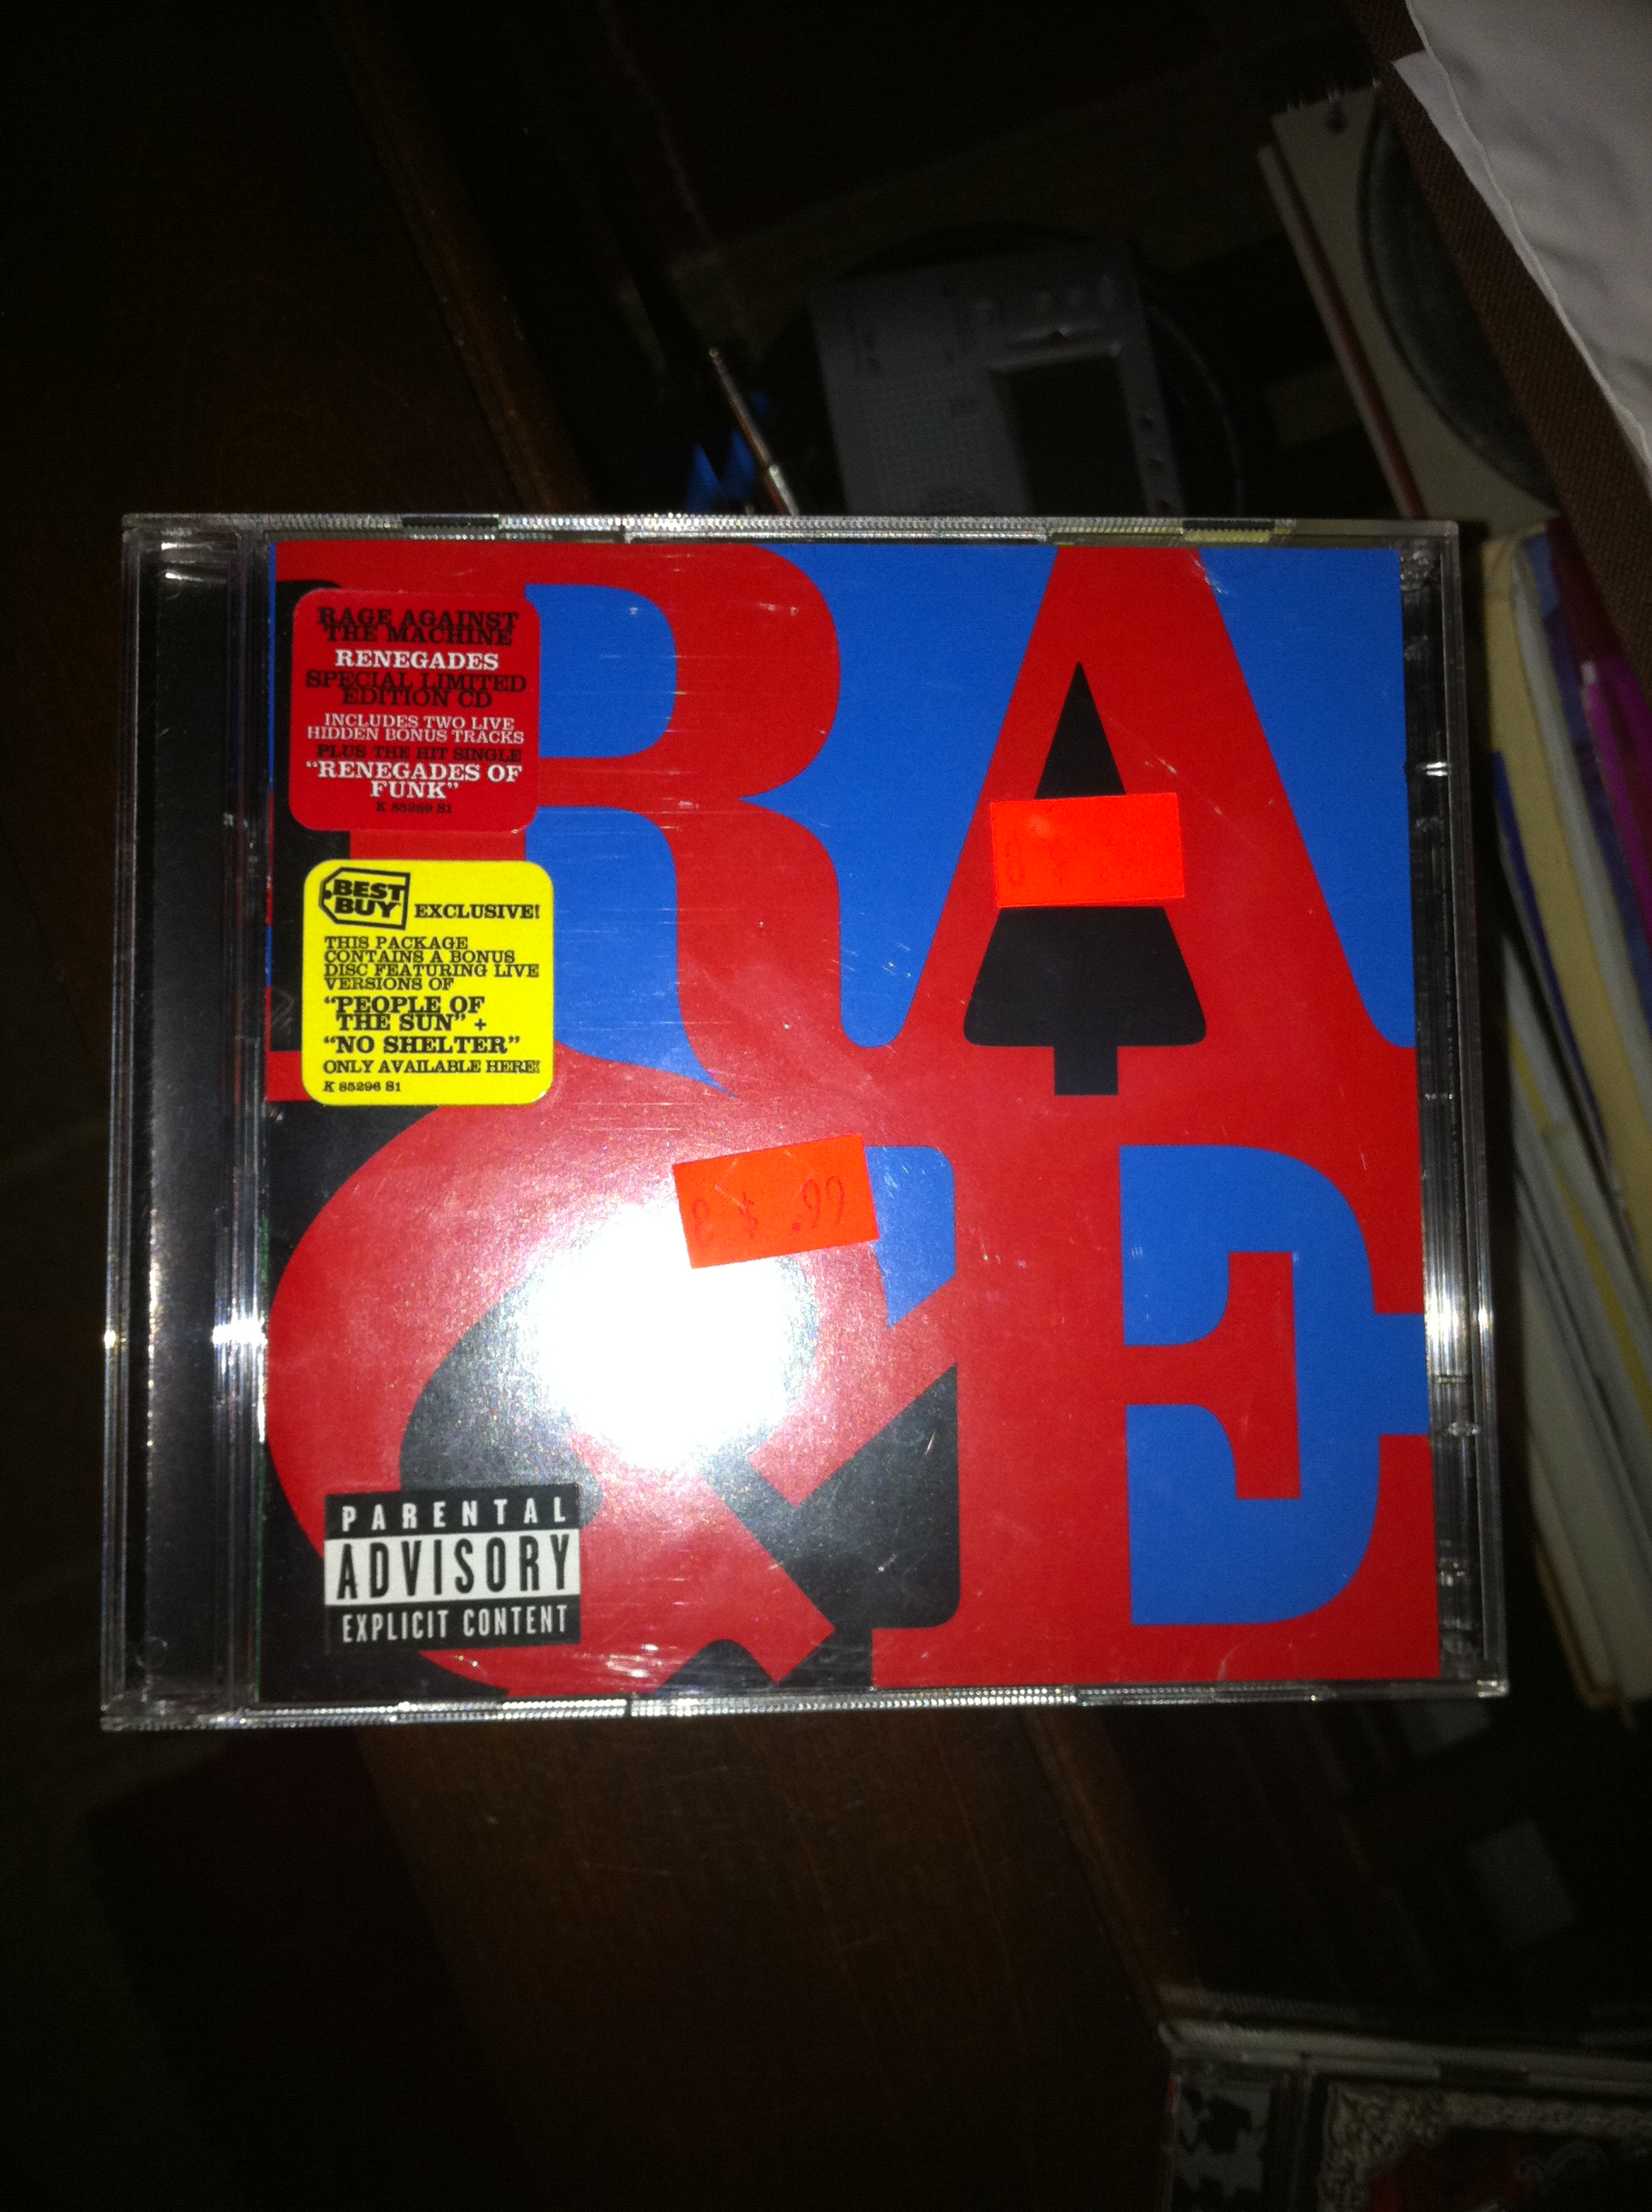 RAGE AGAINST
THE MACHINE
RENEGADES
SPECIAL LIMITED
EDITION CD
INCLUDES TWO LIVE
HIDDEN BONUS TRACKS
PLUS THE HIT SINGLE
“RENEGADES OF
FUNK”
K 85289 S1
BEST
BUY
EXCLUSIVE!
THIS PACKAGE
CONTAINS A BONUS
DISC FEATURING LIVE
VERSIONS OF
“PEOPLE OF
THE SUN” +
“NO SHELTER”
ONLY AVAILABLE HERE!
K 85296 S1
RA
GE
$ .99
PARENTAL
ADVISORY
EXPLICIT CONTENT